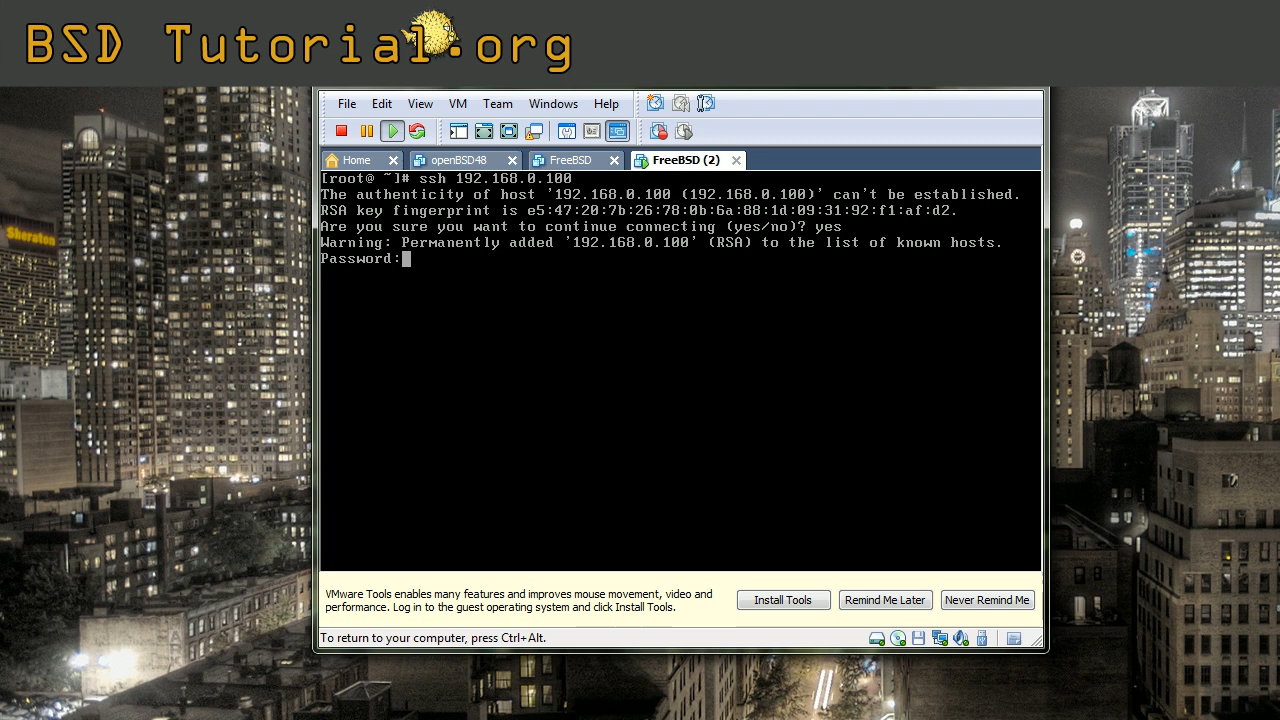 BSD Tutorial.org
File Edit View VM Team Windows Help
Home openBSD48 FreeBSD FreeBSD (2)
[root@ ~]# ssh 192.168.0.100
The authenticity of host '192.168.0.100 (192.168.0.100)' can't be established.
RSA key fingerprint is e5:47:20:7b:26:78:0b:6a:88:1d:09:31:92:f1:af:d2.
Are you sure you want to continue connecting (yes/no)? yes
Warning: Permanently added '192.168.0.100' (RSA) to the list of known hosts.
Password:
Sheraton
VMware Tools enables many features and improves mouse movement, video and
performance. Log in to the guest operating system and click Install Tools.
Install Tools Remind Me Later Never Remind Me
To return to your computer, press Ctrl+Alt.